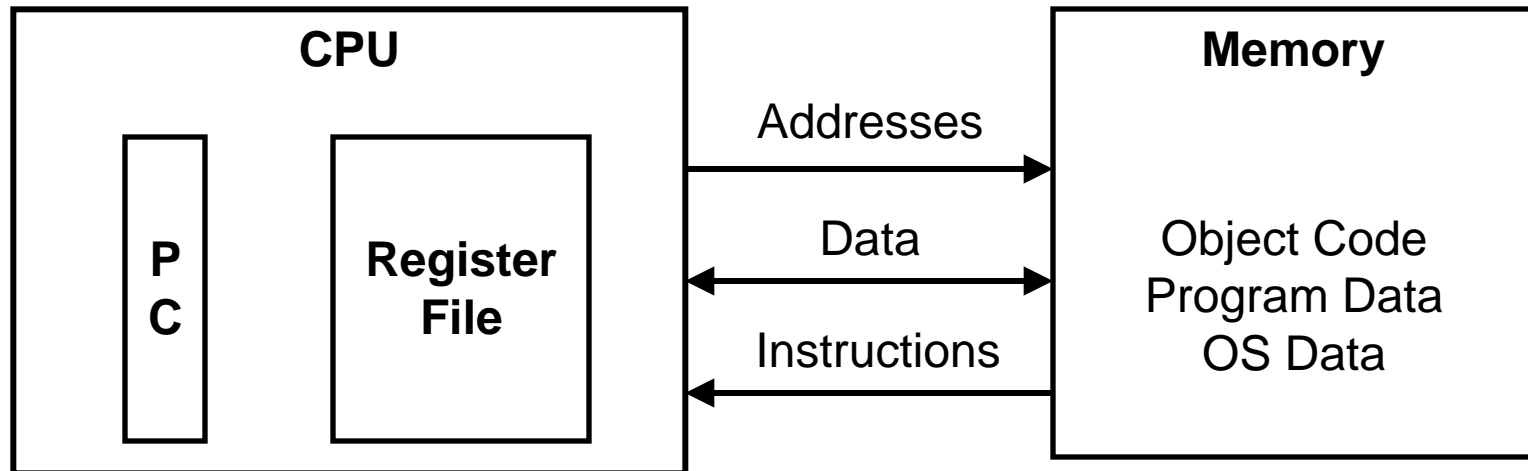 CPU
P
C
Register
File
Addresses
Data
Instructions
Memory
Object Code
Program Data
OS Data